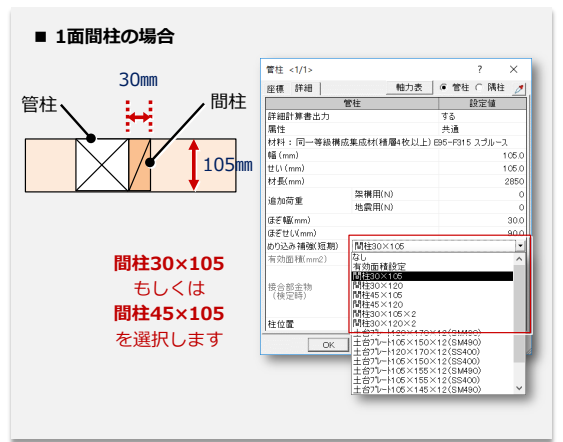 ■ 1面間柱の場合
30mm
管柱
間柱
105mm
間柱30×105
もしくは
間柱45×105
を選択します
管柱 <1/1>
? ×
座標 詳細 軸力表 管柱 隅柱
管柱 設定値
詳細計算書出力 する
属性 共通
材料：同一等級構成集成材(積層4枚以上) E95-F315 スプルース
幅(mm) 105.0
せい(mm) 105.0
材長(mm) 2850
追加荷重 架構用(N) 0
地震用(N) 0
ほぞ幅(mm) 30.0
ほぞせい(mm) 90.0
めり込み補強(短期) 間柱30×105
有効面積(mm2)
接合部金物
(検定時)
柱位置
OK
なし
有効面積設定
間柱30×105
間柱30×120
間柱45×105
間柱45×120
間柱30×105×2
間柱30×120×2
土台プレート120×170×12(SM490)
土台プレート105×150×12(SM490)
土台プレート120×170×12(SS400)
土台プレート105×155×12(SM490)
土台プレート105×155×12(SS400)
土台プレート105×145×12(SM490)